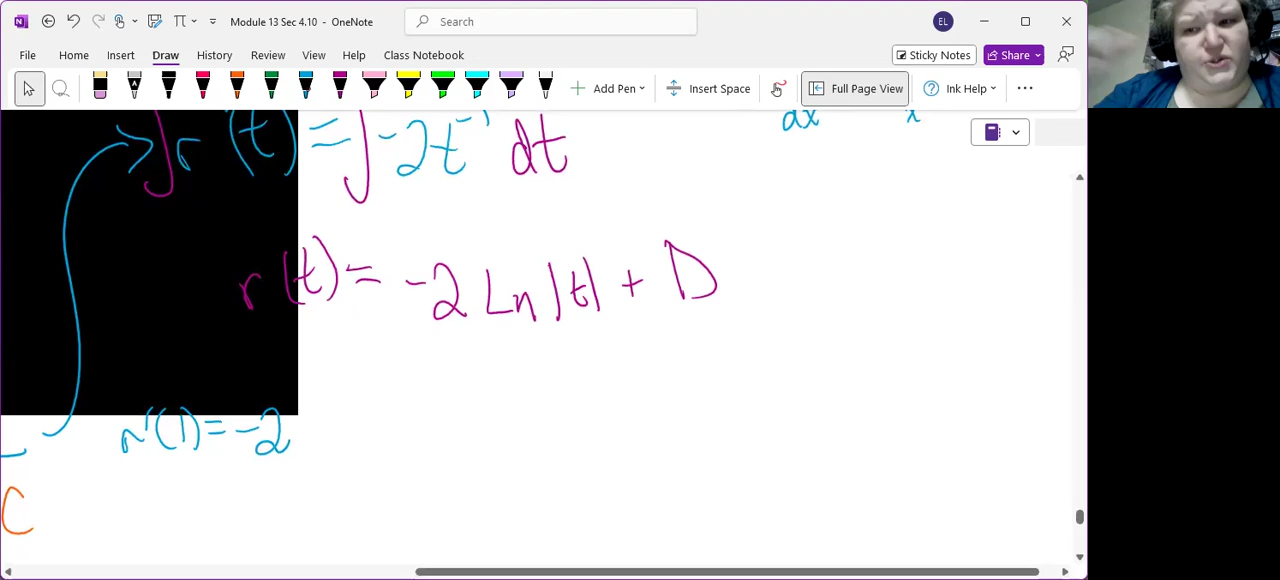 Module 13 Sec 4.10 - OneNote
Search
EL
File Home Insert Draw History Review View Help Class Notebook
Sticky Notes Share
Add Pen Insert Space Full Page View Ink Help
dx x
∫ r'(t) = ∫ -2t⁻¹ dt
r(t) = -2 Ln|t| + D
r'(1) = -2
C